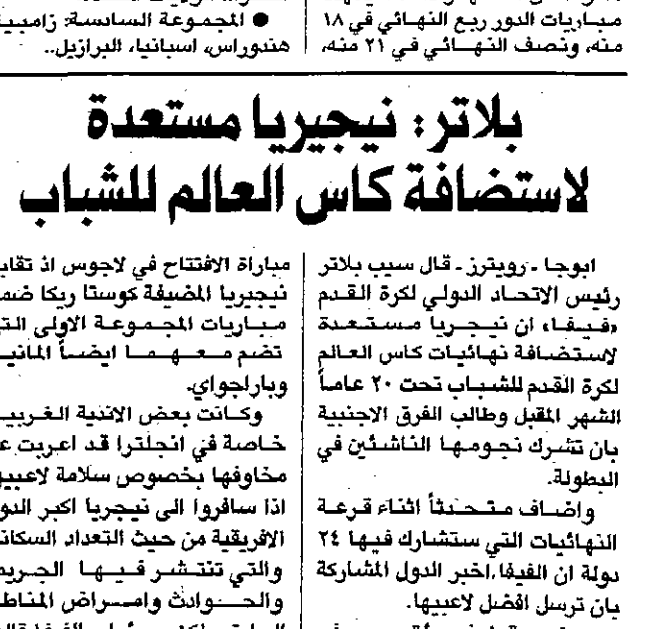 مباريات الدور ربع النهائي في ١٨
منه، ونصف النهائي في ٢١ منه،
● المجموعة السادسة: زامبيا
هندوراس، اسبانيا، البرازيل..
بلاتر: نيجيريا مستعدة
لاستضافة كاس العالم للشباب
ابوجا - رويترز - قال سيب بلاتر
رئيس الاتحاد الدولي لكرة القدم
«فيفا» ان نيجريا مستعدة
لاستضافة نهائيات كاس العالم
لكرة القدم للشباب تحت ٢٠ عاماً
الشهر المقبل وطالب الفرق الاجنبية
بان تشرك نجومها الناشئين في
البطولة.
واضاف متحدثاً اثناء قرعة
النهائيات التي ستشارك فيها ٢٤
دولة ان الفيفا اخبر الدول المشاركة
بان ترسل افضل لاعبيها.
مباراة الافتتاح في لاجوس اذ تقابل
نيجيريا المضيفة كوستا ريكا ضمن
مباريات المجموعة الاولى التي
تضم معهما ايضاً المانيا
وباراجواي.
وكانت بعض الاندية الغربية
خاصة في انجلترا قد اعربت عن
مخاوفها بخصوص سلامة لاعبيها
اذا سافروا الى نيجريا اكبر الدول
الافريقية من حيث التعداد السكاني
والتي تنتشر فيها الجريمة
والحوادث وامراض المناطق